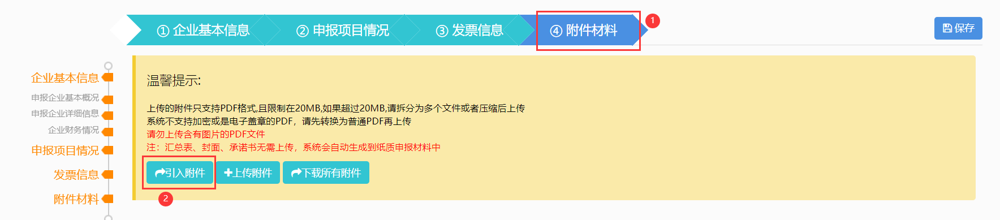 ① 企业基本信息
② 申报项目情况
③ 发票信息
④ 附件材料
1
保存
企业基本信息
申报企业基本概况
申报企业详细信息
企业财务情况
申报项目情况
发票信息
附件材料
温馨提示:
上传的附件只支持PDF格式,且限制在20MB,如果超过20MB,请拆分为多个文件或者压缩后上传
系统不支持加密或是电子盖章的PDF，请先转换为普通PDF再上传
请勿上传含有图片的PDF文件
注：汇总表、封面、承诺书无需上传，系统会自动生成到纸质申报材料中
引入附件
上传附件
下载所有附件
2